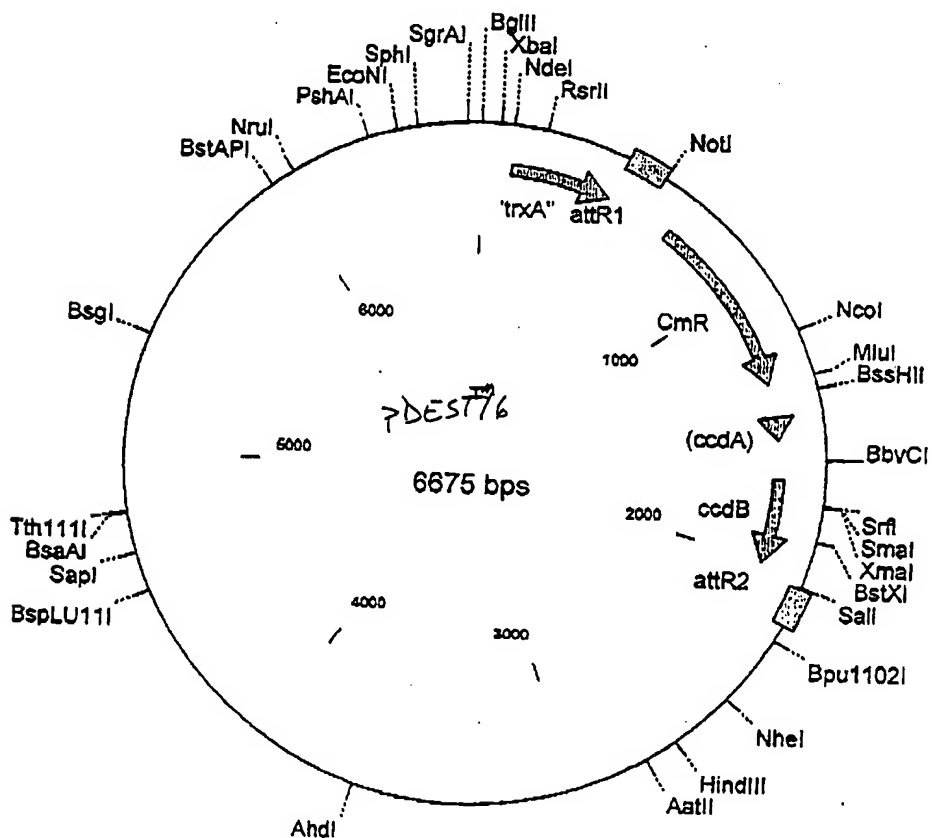 BglII
SgrAI
XbaI
SphI
NdeI
EcoNI
RsrII
PshAI
NotI
NruI
BstAPI
'trxA"
attR1
BsgI
6000
NcoI
CmR
1000
MluI
BssHII
pDEST™16
5000
(ccdA)
BbvCI
6675 bps
ccdB
2000
Tth111I
SrfI
BsaAI
SmaI
SapI
XmaI
attR2
BstXI
BspLU11I
4000
SalI
3000
Bpu1102I
NheI
HindIII
AatII
AhdI